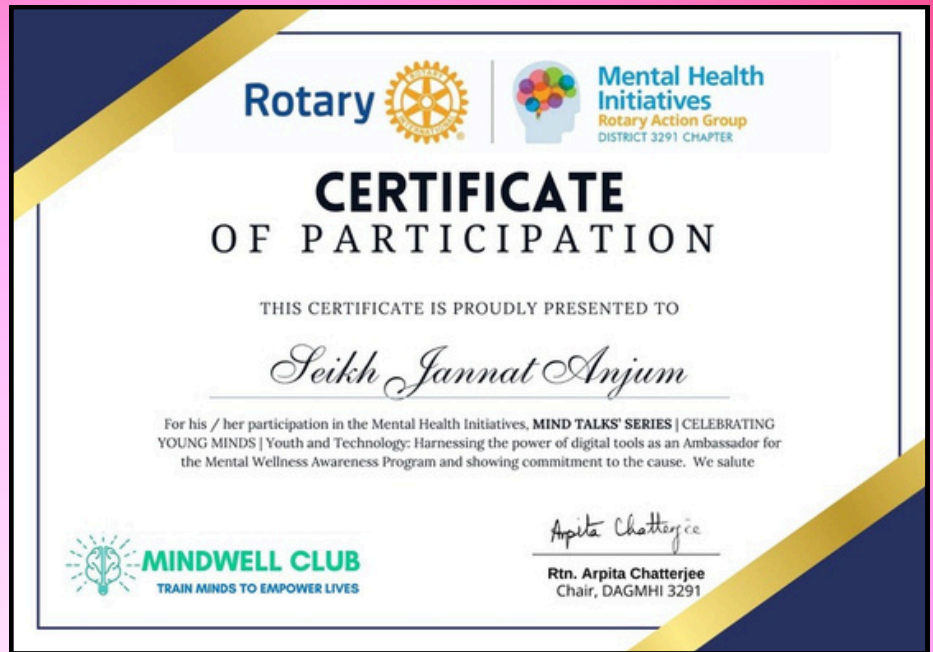 Rotary
ROTARY
INTERNATIONAL
Mental Health
Initiatives
Rotary Action Group
DISTRICT 3291 CHAPTER
CERTIFICATE
OF PARTICIPATION
THIS CERTIFICATE IS PROUDLY PRESENTED TO
Seikh Jannat Anjum
For his / her participation in the Mental Health Initiatives, MIND TALKS' SERIES | CELEBRATING
YOUNG MINDS | Youth and Technology: Harnessing the power of digital tools as an Ambassador for
the Mental Wellness Awareness Program and showing commitment to the cause. We salute
MINDWELL CLUB
TRAIN MINDS TO EMPOWER LIVES
Arpita Chatterjee
Rtn. Arpita Chatterjee
Chair, DAGMHI 3291